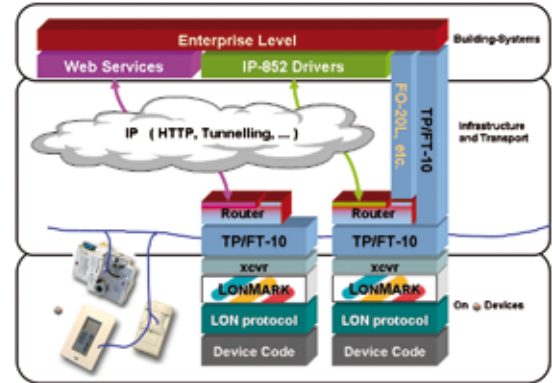 Enterprise Level
Building-Systems
Web Services
IP-852 Drivers
FO-20L, etc.
TP/FT-10
IP ( HTTP, Tunnelling, ... )
Infrastructure
and Transport
Router
Router
TP/FT-10
TP/FT-10
xcvr
xcvr
LONMARK
LONMARK
On Devices
LON protocol
LON protocol
Device Code
Device Code